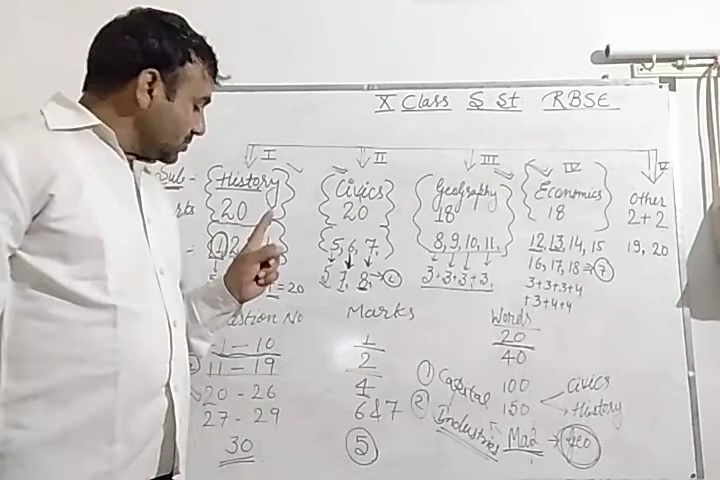 X Class S St RBSE
I II III IV V
Sub - History Civics Geography Economics Other
20 20 18 18 2+2
5, 6, 7, 8, 9, 10, 11, 12, 13, 14, 15 19, 20
16, 17, 18 ⇒ 7
3+3+3+3, 3+3+3+4
= 20 +3+4+4
Question No Marks Words
1 - 10 1 20
11 - 19 2 40
20 - 26 4 ① Capital 100 Civics
27 - 29 6 & 7 ② Industries 150 History
30 ⑤ Map → Geo